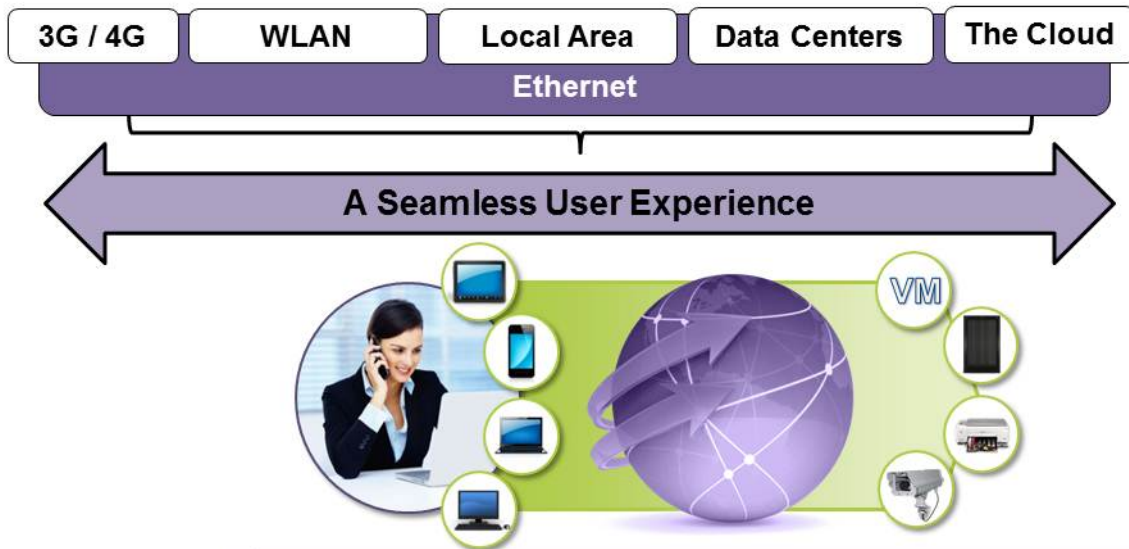 3G / 4G
WLAN
Local Area
Data Centers
The Cloud
Ethernet
A Seamless User Experience
VM